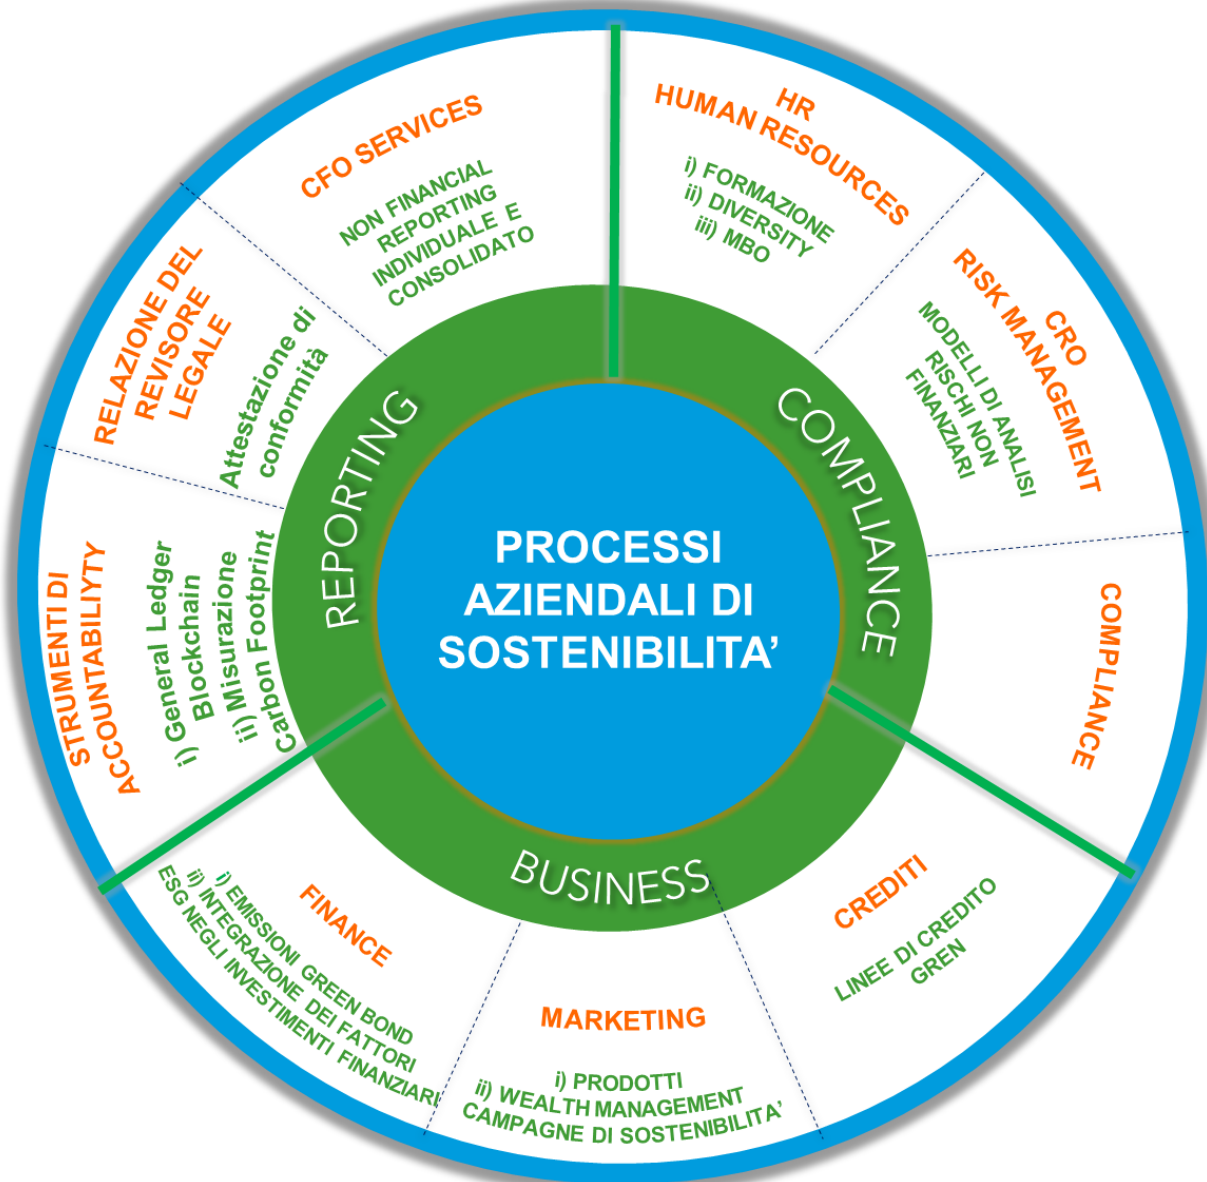 PROCESSI
AZIENDALI DI
SOSTENIBILITA’
COMPLIANCE
HR
HUMAN RESOURCES
i) FORMAZIONE
ii) DIVERSITY
iii) MBO
CRO
RISK MANAGEMENT
MODELLI DI ANALISI
RISCHI NON
FINANZIARI
COMPLIANCE
BUSINESS
CREDITI
LINEE DI CREDITO
GREN
MARKETING
i) PRODOTTI
ii) WEALTH MANAGEMENT
CAMPAGNE DI SOSTENIBILITA’
FINANCE
i) EMISSIONI GREEN BOND
ii) INTEGRAZIONE DEI FATTORI
ESG NEGLI INVESTIMENTI FINANZIARI
REPORTING
STRUMENTI DI
ACCOUNTABILIYTY
i) General Ledger
Blockchain
ii) Misurazione
Carbon Footprint
RELAZIONE DEL
REVISORE
LEGALE
Attestazione di
conformità
CFO SERVICES
NON FINANCIAL
REPORTING
INDIVIDUALE E
CONSOLIDATO